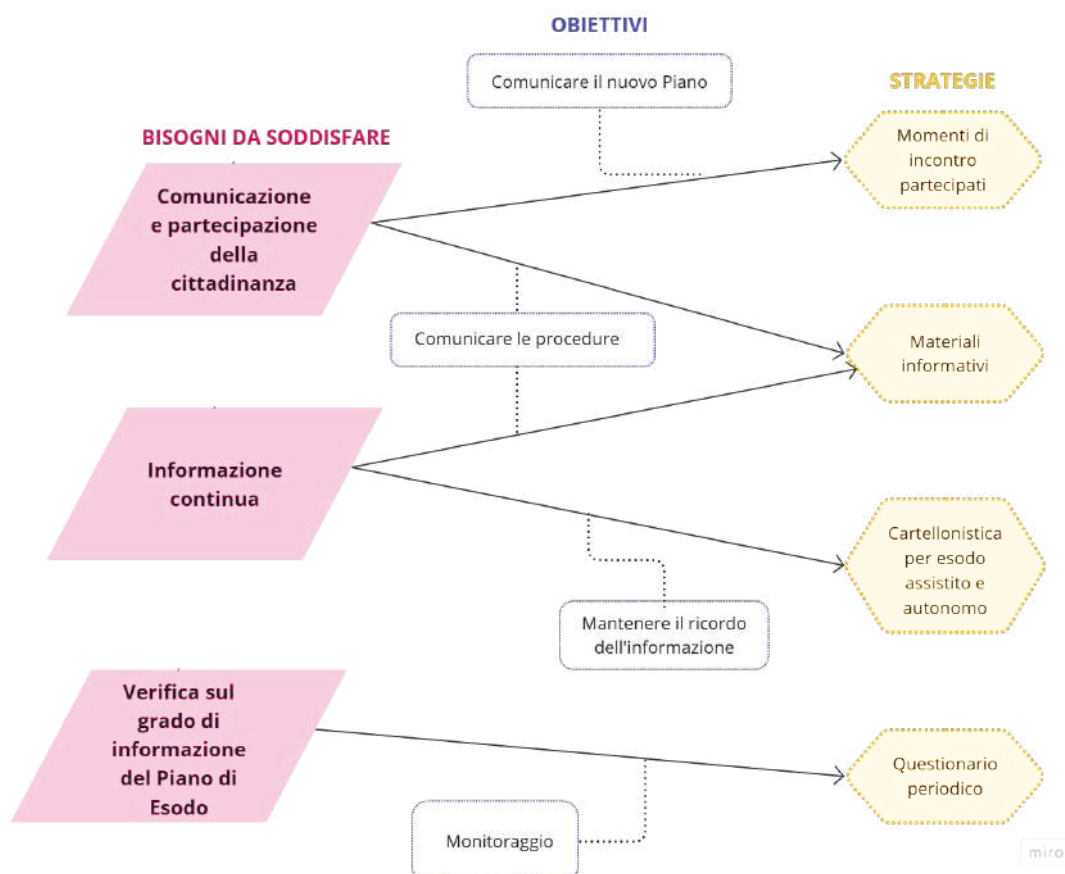 OBIETTIVI
Comunicare il nuovo Piano
STRATEGIE
BISOGNI DA SODDISFARE
Momenti di
incontro
partecipati
Comunicazione
e partecipazione
della
cittadinanza
Comunicare le procedure
Materiali
informativi
Informazione
continua
Cartellonistica
per esodo
assistito e
autonomo
Mantenere il ricordo
dell'informazione
Verifica sul
grado di
informazione
del Piano di
Esodo
Questionario
periodico
Monitoraggio
miro